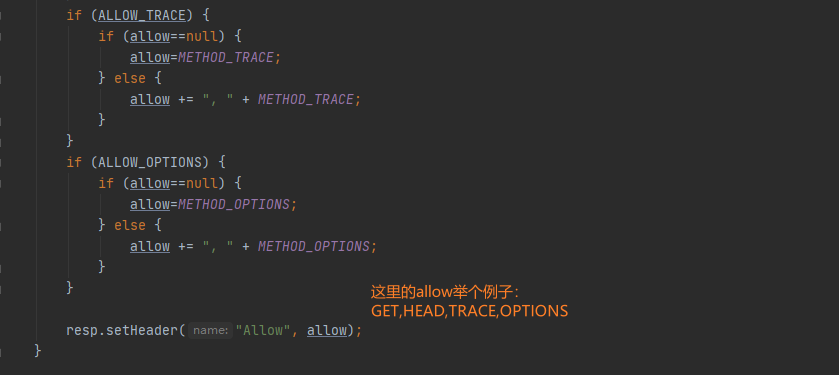 if (ALLOW_TRACE) {
if (allow==null) {
allow=METHOD_TRACE;
} else {
allow += ", " + METHOD_TRACE;
}
}
if (ALLOW_OPTIONS) {
if (allow==null) {
allow=METHOD_OPTIONS;
} else {
allow += ", " + METHOD_OPTIONS;
}
}
这里的allow举个例子：
GET,HEAD,TRACE,OPTIONS
resp.setHeader( name: "Allow", allow);
}